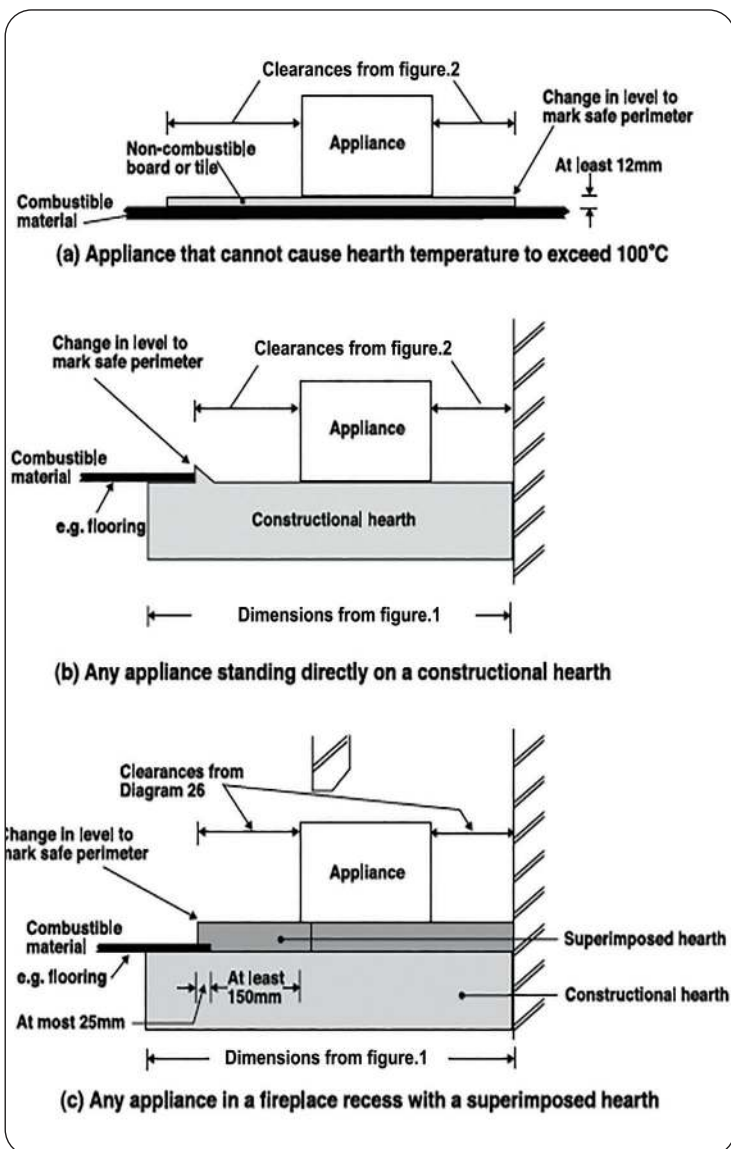 Clearances from figure.2
Change in level to
mark safe perimeter
Non-combustible
board or tile
Appliance
At least 12mm
Combustible
material
(a) Appliance that cannot cause hearth temperature to exceed 100°C
Change in level to
mark safe perimeter
Clearances from figure.2
Appliance
Combustible
material
e.g. flooring
Constructional hearth
Dimensions from figure.1
(b) Any appliance standing directly on a constructional hearth
Clearances from
Diagram 26
Change in level to
mark safe perimeter
Appliance
Combustible
material
Superimposed hearth
e.g. flooring
At least
150mm
Constructional hearth
At most 25mm
Dimensions from figure.1
(c) Any appliance in a fireplace recess with a superimposed hearth